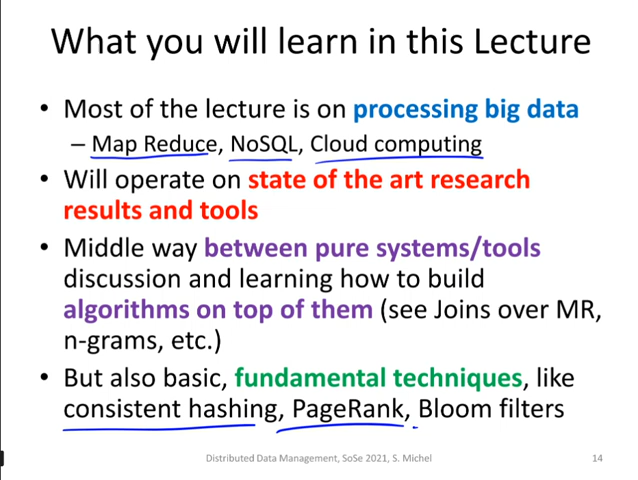 What you will learn in this Lecture
• Most of the lecture is on processing big data
– Map Reduce, NoSQL, Cloud computing
• Will operate on state of the art research
results and tools
• Middle way between pure systems/tools
discussion and learning how to build
algorithms on top of them (see Joins over MR,
n-grams, etc.)
• But also basic, fundamental techniques, like
consistent hashing, PageRank, Bloom filters
Distributed Data Management, SoSe 2021, S. Michel
14